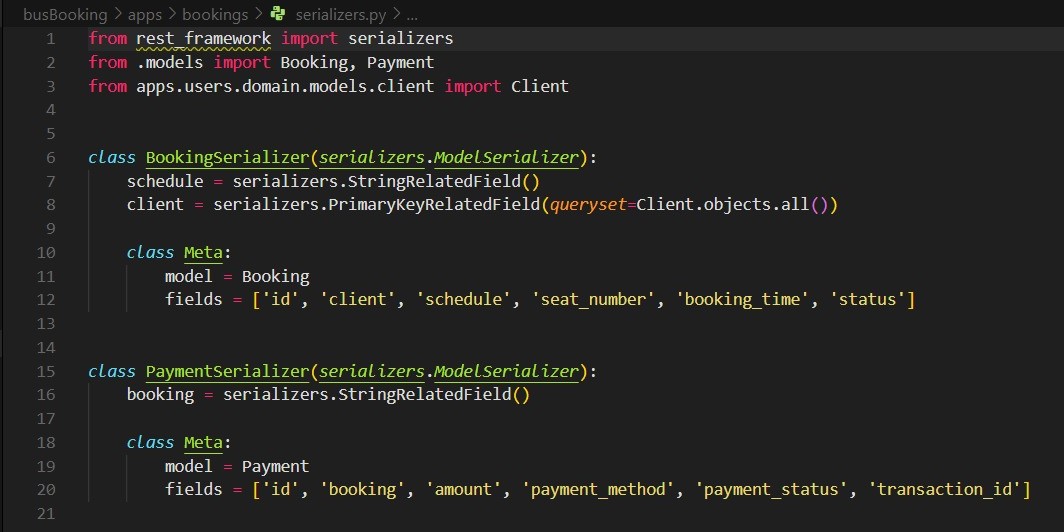 busBooking > apps > bookings > serializers.py > ...
1 from rest_framework import serializers
2 from .models import Booking, Payment
3 from apps.users.domain.models.client import Client
4
5
6 class BookingSerializer(serializers.ModelSerializer):
7     schedule = serializers.StringRelatedField()
8     client = serializers.PrimaryKeyRelatedField(queryset=Client.objects.all())
9
10     class Meta:
11         model = Booking
12         fields = ['id', 'client', 'schedule', 'seat_number', 'booking_time', 'status']
13
14
15 class PaymentSerializer(serializers.ModelSerializer):
16     booking = serializers.StringRelatedField()
17
18     class Meta:
19         model = Payment
20         fields = ['id', 'booking', 'amount', 'payment_method', 'payment_status', 'transaction_id']
21